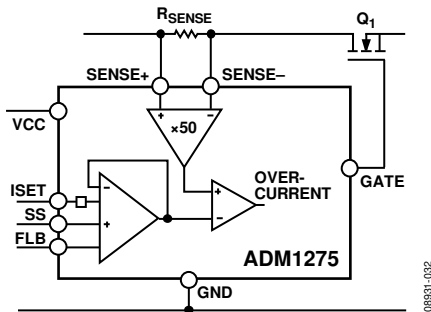 RSENSE
Q1
SENSE+
SENSE–
+
–
×50
VCC
ISET
SS
FLB
–
+
+
–
OVER-
CURRENT
GATE
ADM1275
GND
08931-032